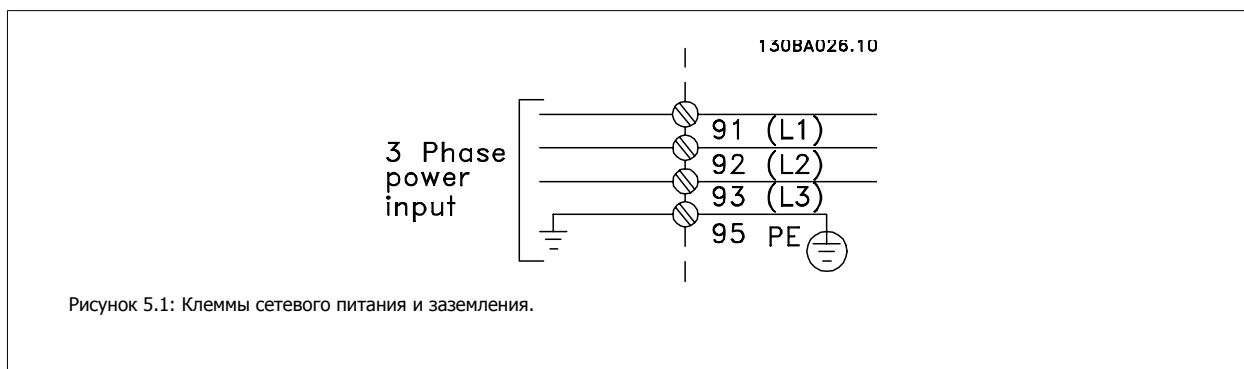 130BA026.10
91 (L1)
3 Phase
92 (L2)
power
93 (L3)
input
95 PE
Рисунок 5.1: Клеммы сетевого питания и заземления.